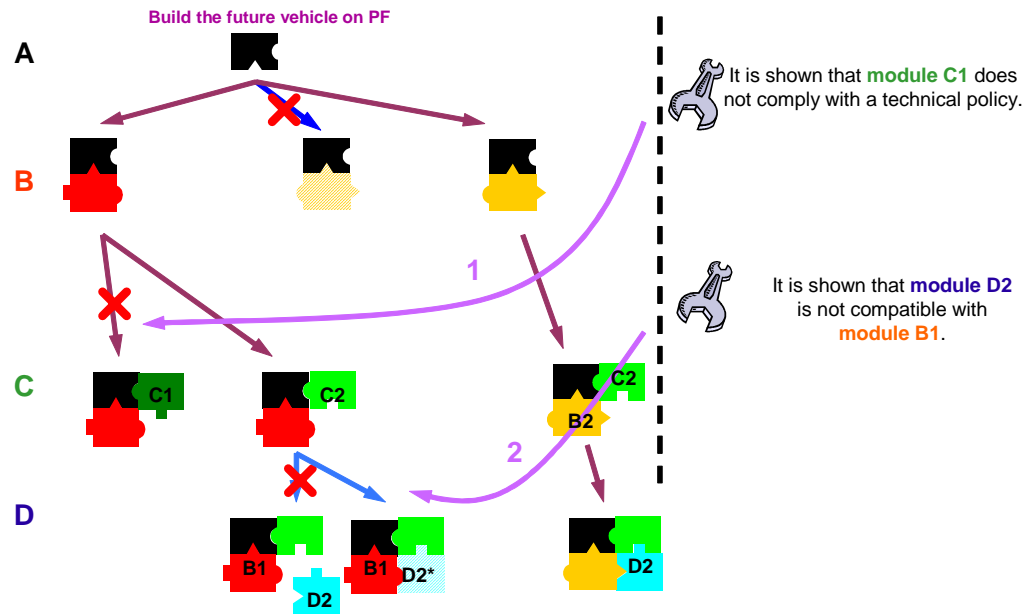 Build the future vehicle on PF
A
It is shown that module C1 does
not comply with a technical policy.
B
1
It is shown that module D2
is not compatible with
module B1.
C
C1
C2
C2
B2
2
D
B1
D2
B1
D2*
D2